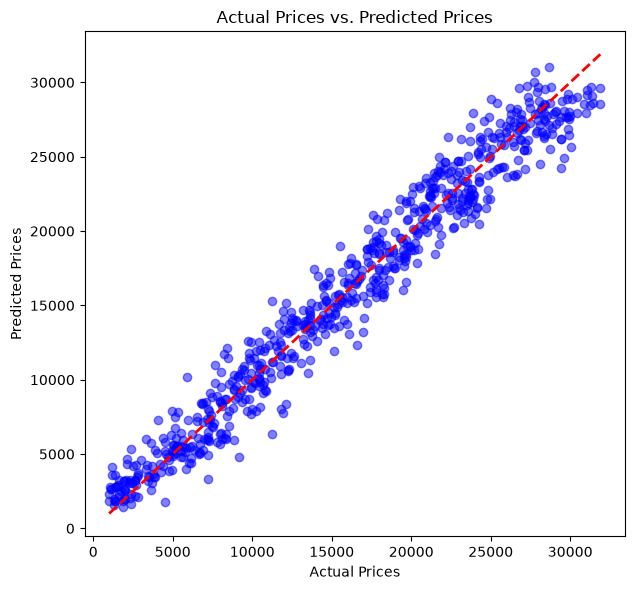 Actual Prices vs. Predicted Prices
Predicted Prices
30000
25000
20000
15000
10000
5000
0
0 5000 10000 15000 20000 25000 30000
Actual Prices